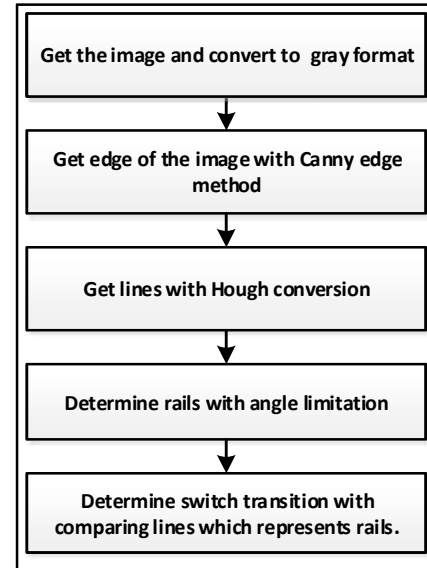 Get the image and convert to gray format
Get edge of the image with Canny edge
method
Get lines with Hough conversion
Determine rails with angle limitation
Determine switch transition with
comparing lines which represents rails.